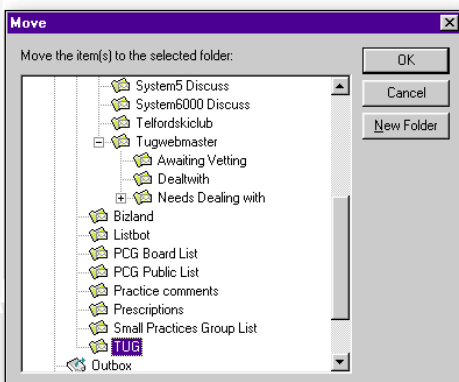 Move
Move the item(s) to the selected folder:
OK
Cancel
New Folder
System5 Discuss
System6000 Discuss
Telfordskiclub
Tugwebmaster
Awaiting Vetting
Dealtwith
Needs Dealing with
Bizland
Listbot
PCG Board List
PCG Public List
Practice comments
Prescriptions
Small Practices Group List
TUG
Outbox